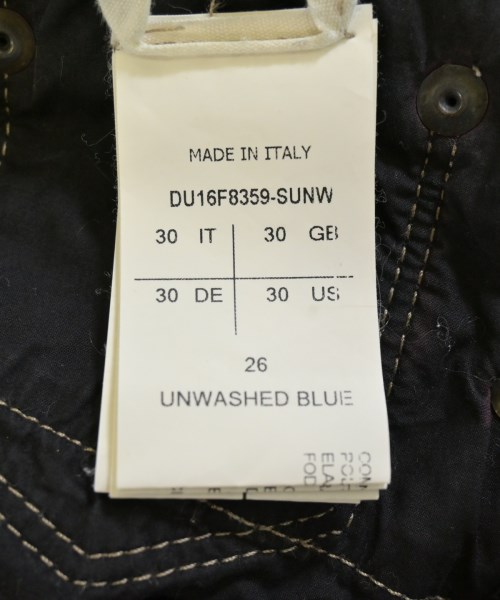 MADE IN ITALY
DU16F8359-SUNW
30 IT 30 GB
30 DE 30 US
26
UNWASHED BLUE